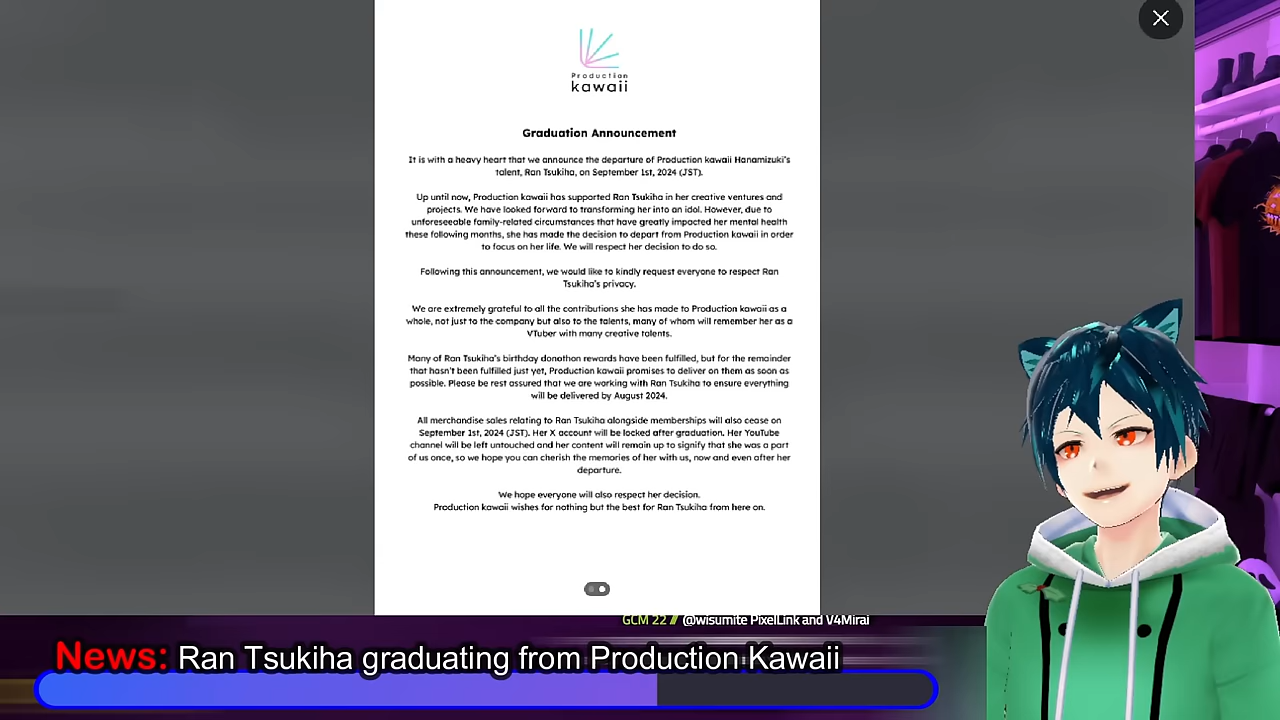 Production
kawaii
Graduation Announcement
It is with a heavy heart that we announce the departure of Production kawaii Hanamizuki's
talent, Ran Tsukiha, on September 1st, 2024 (JST).
Up until now, Production kawaii has supported Ran Tsukiha in her creative ventures and
projects. We have looked forward to transforming her into an idol. However, due to
unforeseeable family-related circumstances that have greatly impacted her mental health
these following months, she has made the decision to depart from Production kawaii in order
to focus on her life. We will respect her decision to do so.
Following this announcement, we would like to kindly request everyone to respect Ran
Tsukiha's privacy.
We are extremely grateful to all the contributions she has made to Production kawaii as a
whole, not just to the company but also to the talents, many of whom will remember her as a
VTuber with many creative talents.
Many of Ran Tsukiha's birthday donothon rewards have been fulfilled, but for the remainder
that hasn't been fulfilled just yet, Production kawaii promises to deliver on them as soon as
possible. Please be rest assured that we are working with Ran Tsukiha to ensure everything
will be delivered by August 2024.
All merchandise sales relating to Ran Tsukiha alongside memberships will also cease on
September 1st, 2024 (JST). Her X account will be locked after graduation. Her YouTube
channel will be left untouched and her content will remain up to signify that she was a part
of us once, so we hope you can cherish the memories of her with us, now and even after her
departure.
We hope everyone will also respect her decision.
Production kawaii wishes for nothing but the best for Ran Tsukiha from here on.
GCM 22 // @wisumite PixelLink and V4Mirai
News: Ran Tsukiha graduating from Production Kawaii